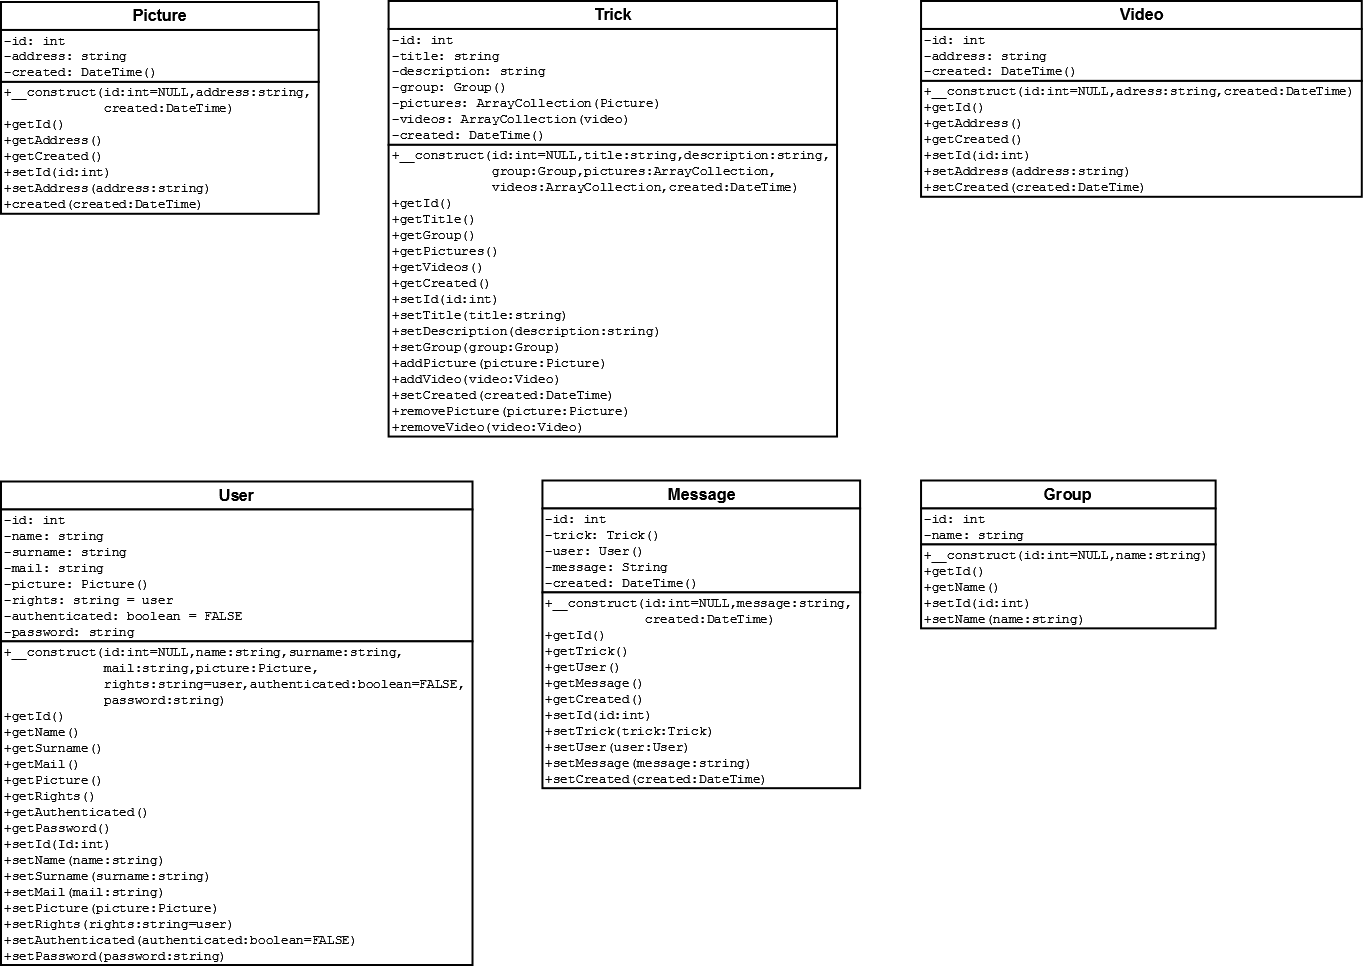 Picture
-id: int
-address: string
-created: DateTime()
+__construct(id:int=NULL,address:string,
created:DateTime)
+getId()
+getAddress()
+getCreated()
+setId(id:int)
+setAddress(address:string)
+created(created:DateTime)
Trick
-id: int
-title: string
-description: string
-group: Group()
-pictures: ArrayCollection(Picture)
-videos: ArrayCollection(video)
-created: DateTime()
+__construct(id:int=NULL,title:string,description:string,
group:Group,pictures:ArrayCollection,
videos:ArrayCollection,created:DateTime)
+getId()
+getTitle()
+getGroup()
+getPictures()
+getVideos()
+getCreated()
+setId(id:int)
+setTitle(title:string)
+setDescription(description:string)
+setGroup(group:Group)
+addPicture(picture:Picture)
+addVideo(video:Video)
+setCreated(created:DateTime)
+removePicture(picture:Picture)
+removeVideo(video:Video)
Video
-id: int
-address: string
-created: DateTime()
+__construct(id:int=NULL,adress:string,created:DateTime)
+getId()
+getAddress()
+getCreated()
+setId(id:int)
+setAddress(address:string)
+setCreated(created:DateTime)
User
-id: int
-name: string
-surname: string
-mail: string
-picture: Picture()
-rights: string = user
-authenticated: boolean = FALSE
-password: string
+__construct(id:int=NULL,name:string,surname:string,
mail:string,picture:Picture,
rights:string=user,authenticated:boolean=FALSE,
password:string)
+getId()
+getName()
+getSurname()
+getMail()
+getPicture()
+getRights()
+getAuthenticated()
+getPassword()
+setId(Id:int)
+setName(name:string)
+setSurname(surname:string)
+setMail(mail:string)
+setPicture(picture:Picture)
+setRights(rights:string=user)
+setAuthenticated(authenticated:boolean=FALSE)
+setPassword(password:string)
Message
-id: int
-trick: Trick()
-user: User()
-message: String
-created: DateTime()
+__construct(id:int=NULL,message:string,
created:DateTime)
+getId()
+getTrick()
+getUser()
+getMessage()
+getCreated()
+setId(id:int)
+setTrick(trick:Trick)
+setUser(user:User)
+setMessage(message:string)
+setCreated(created:DateTime)
Group
-id: int
-name: string
+__construct(id:int=NULL,name:string)
+getId()
+getName()
+setId(id:int)
+setName(name:string)